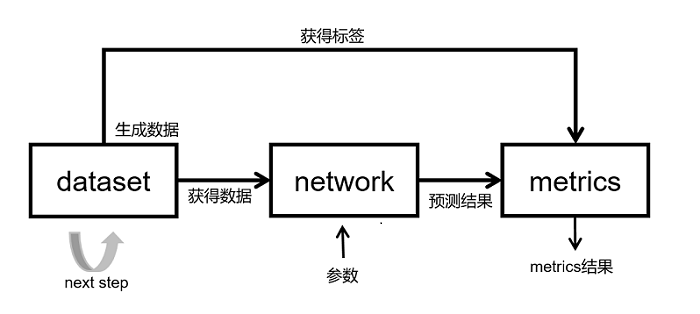 获得标签
生成数据
dataset
获得数据
network
预测结果
metrics
next step
参数
metrics结果